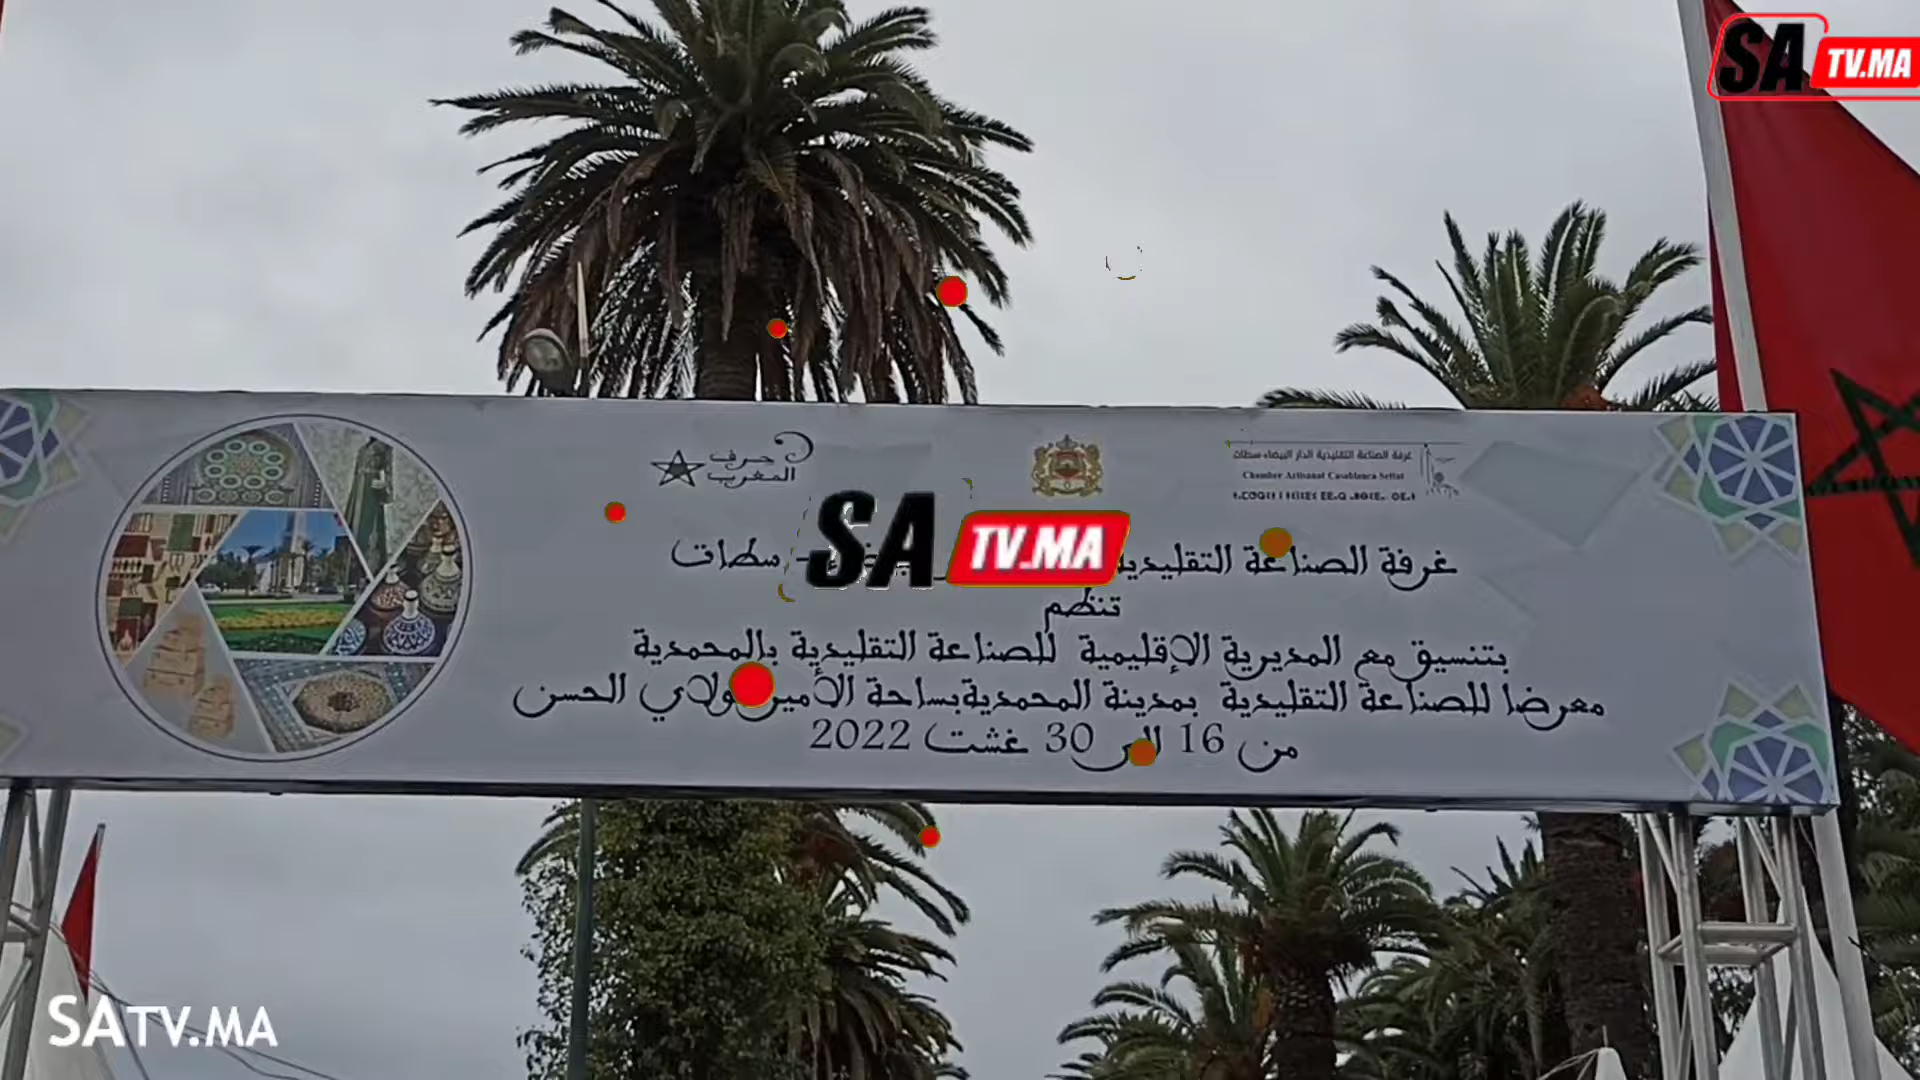 SA TV.MA
حرف المغرب
غرفة الصناعة التقليدية الدار البيضاء-سطات
Chamber Artisanat Casablanca Settat
SA TV.MA
غرفة الصناعة التقليدية - سطات
تنظم
بتنسيق مع المديرية الإقليمية للصناعة التقليدية بالمحمدية
معرضا للصناعة التقليدية بمدينة المحمدية بساحة الأمير مولاي الحسن
من 16 الى 30 غشت 2022
SATV.MA